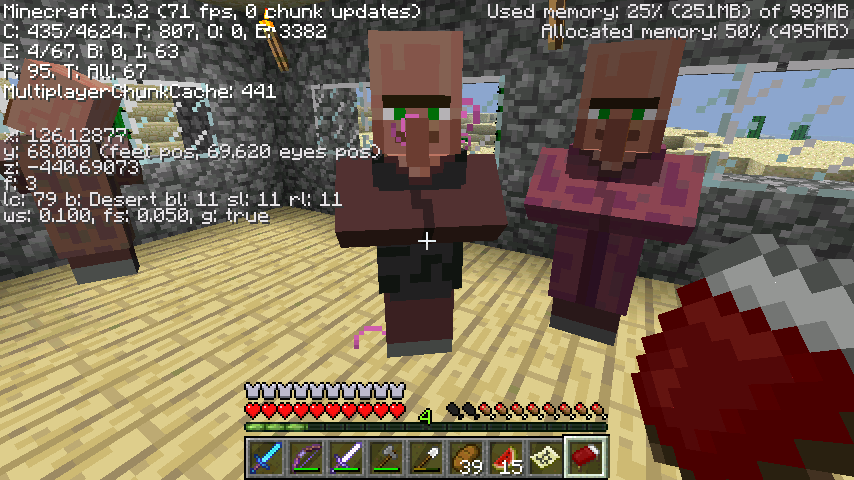 Minecraft 1.3.2 (71 fps, 0 chunk updates)
Used memory: 25% (251MB) of 989MB
C: 435/4624, F: 807, O: 0, E: 3382
Allocated memory: 50% (495MB)
E: 4/67, B: 0, I: 63
P: 95, T: All: 67
MultiplayerChunkCache: 441
x: 126.12877
y: 68.000 (feet pos, 69.620 eyes pos)
z: -440.69073
f: 3
lc: 79 b: Desert bl: 11 sl: 11 rl: 11
ws: 0.100, fs: 0.050, g: true
4
39
15